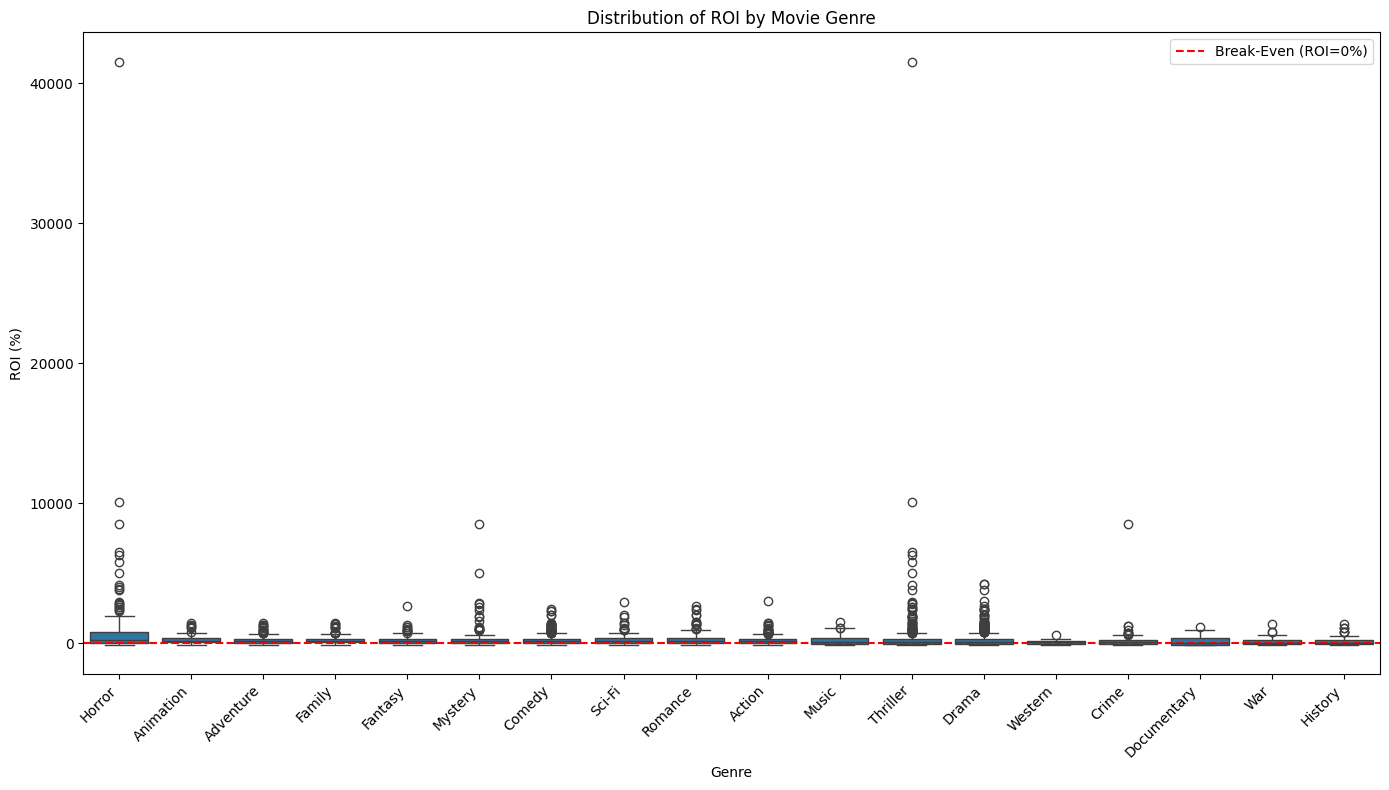 Distribution of ROI by Movie Genre
Break-Even (ROI=0%)
ROI (%)
40000
30000
20000
10000
0
Horror
Animation
Adventure
Family
Fantasy
Mystery
Comedy
Sci-Fi
Romance
Action
Music
Thriller
Drama
Western
Crime
Documentary
War
History
Genre